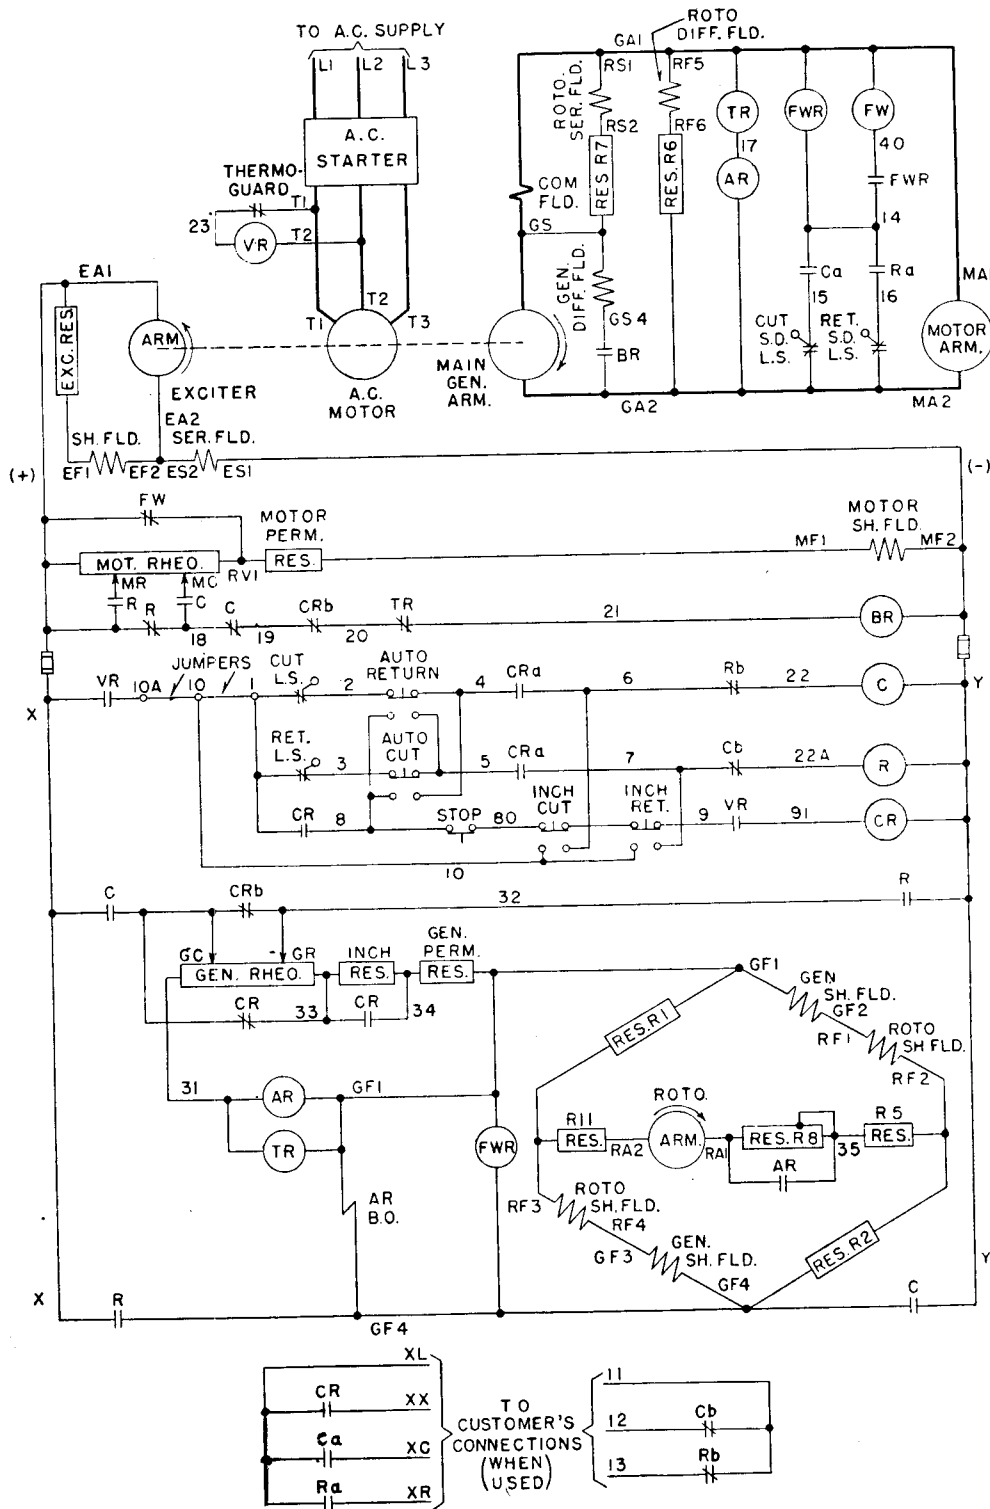 TO A.C. SUPPLY
L1 L2 L3
A.C.
STARTER
THERMO-
GUARD
T1
23
VR
T2
EA1
EXC. RES.
ARM
EXCITER
T1
T2
T3
A.C.
MOTOR
EA2
SH. FLD.
SER. FLD.
EF1
EF2
ES2
ES1
MAIN
GEN.
ARM.
COM
FLD.
GS
GA1
ROTO.
SER. FLD.
RS1
RS2
RES. R7
GEN.
DIFF. FLD.
GS4
BR
ROTO
DIFF. FLD.
RF5
RF6
RES. R6
TR
17
AR
FWR
FW
40
FWR
14
Ca
Ra
15
16
CUT
S.D.
L.S.
RET.
S.D.
L.S.
MA
MOTOR
ARM.
GA2
MA2
(+)
(-)
FW
MOTOR
PERM.
RES.
MOT. RHEO.
RV1
MOTOR
SH. FLD.
MF1
MF2
MR
R
MC
C
R
18
C
19
CRb
20
TR
21
BR
X
VR
10A
JUMPERS
10
1
CUT
L.S.
2
AUTO
RETURN
4
CRa
6
Rb
22
C
Y
RET.
L.S.
3
AUTO
CUT
5
CRa
7
Cb
22A
R
CR
8
STOP
80
INCH
CUT
INCH
RET.
9
VR
91
CR
10
C
CRb
32
R
GC
GR
GEN. RHEO.
INCH
RES.
GEN.
PERM.
RES.
CR
33
CR
34
31
AR
GF1
TR
FWR
AR
B.O.
GF1
GEN
SH. FLD.
GF2
RF1
ROTO
SH FLD.
RF2
RES. R1
R11
RES.
RA2
ROTO.
ARM.
RA1
RES. R8
35
R5
RES.
AR
RF3
ROTO
SH. FLD.
RF4
GF3
GEN.
SH. FLD.
GF4
RES. R2
X
R
GF4
C
Y
XL
CR
XX
Ca
XC
Ra
XR
TO
CUSTOMER'S
CONNECTIONS
(WHEN
USED)
11
12
Cb
13
Rb